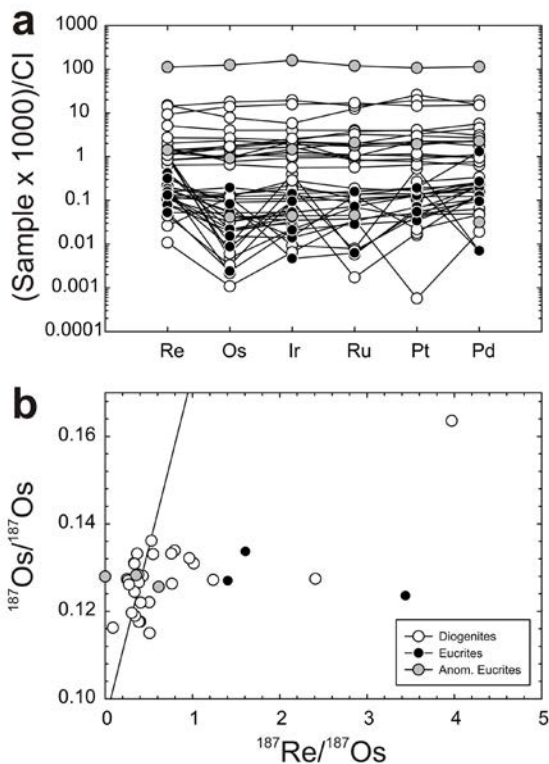 a
(Sample x 1000)/CI
1000
100
10
1
0.1
0.01
0.001
0.0001
Re Os Ir Ru Pt Pd
b
¹⁸⁷Os/¹⁸⁷Os
0.16
0.14
0.12
0.10
0 1 2 3 4 5
Diogenites
Eucrites
Anom. Eucrites
¹⁸⁷Re/¹⁸⁷Os